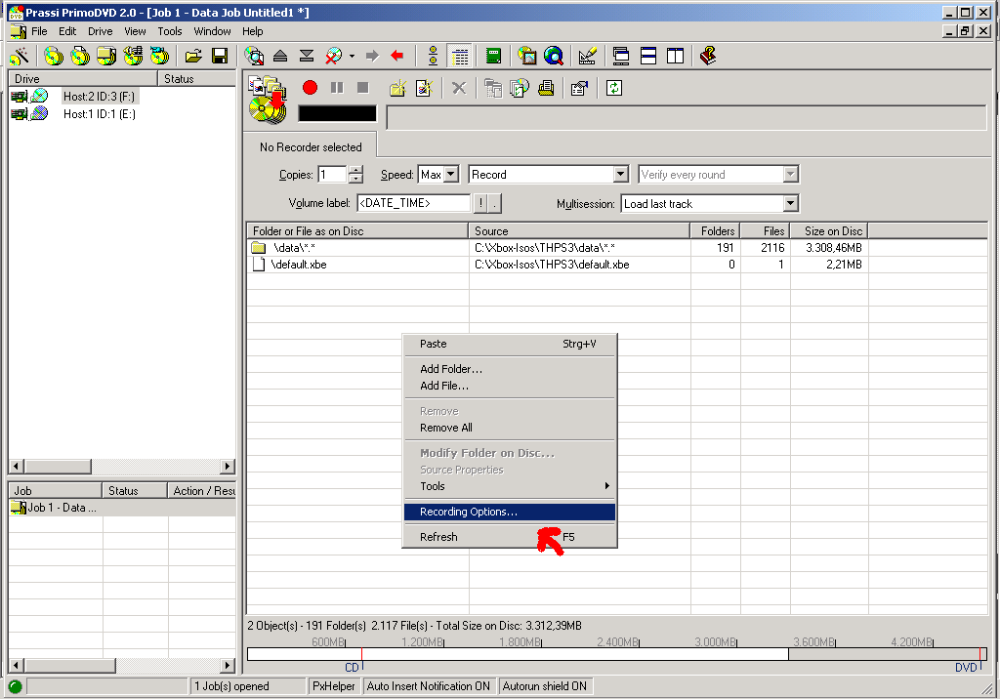 Prassi PrimoDVD 2.0 - [Job 1 - Data Job Untitled1 *]
File Edit Drive View Tools Window Help
Drive Status
Host:2 ID:3 (F:)
Host:1 ID:1 (E:)
No Recorder selected
Copies: 1 Speed: Max Record Verify every round
Volume label: <DATE_TIME> ! . Multisession: Load last track
Folder or File as on Disc Source Folders Files Size on Disc
\data\*.* C:\Xbox-Isos\THPS3\data\*.* 191 2116 3.308,46MB
\default.xbe C:\Xbox-Isos\THPS3\default.xbe 0 1 2,21MB
Paste Strg+V
Add Folder...
Add File...
Remove
Remove All
Modify Folder on Disc...
Source Properties
Tools
Recording Options...
Refresh F5
Job Status Action / Resu
Job 1 - Data ...
2 Object(s) - 191 Folder(s) 2.117 File(s) - Total Size on Disc: 3.312,39MB
600MB 1.200MB 1.800MB 2.400MB 3.000MB 3.600MB 4.200MB
CD DVD
1 Job(s) opened PxHelper Auto Insert Notification ON Autorun shield ON